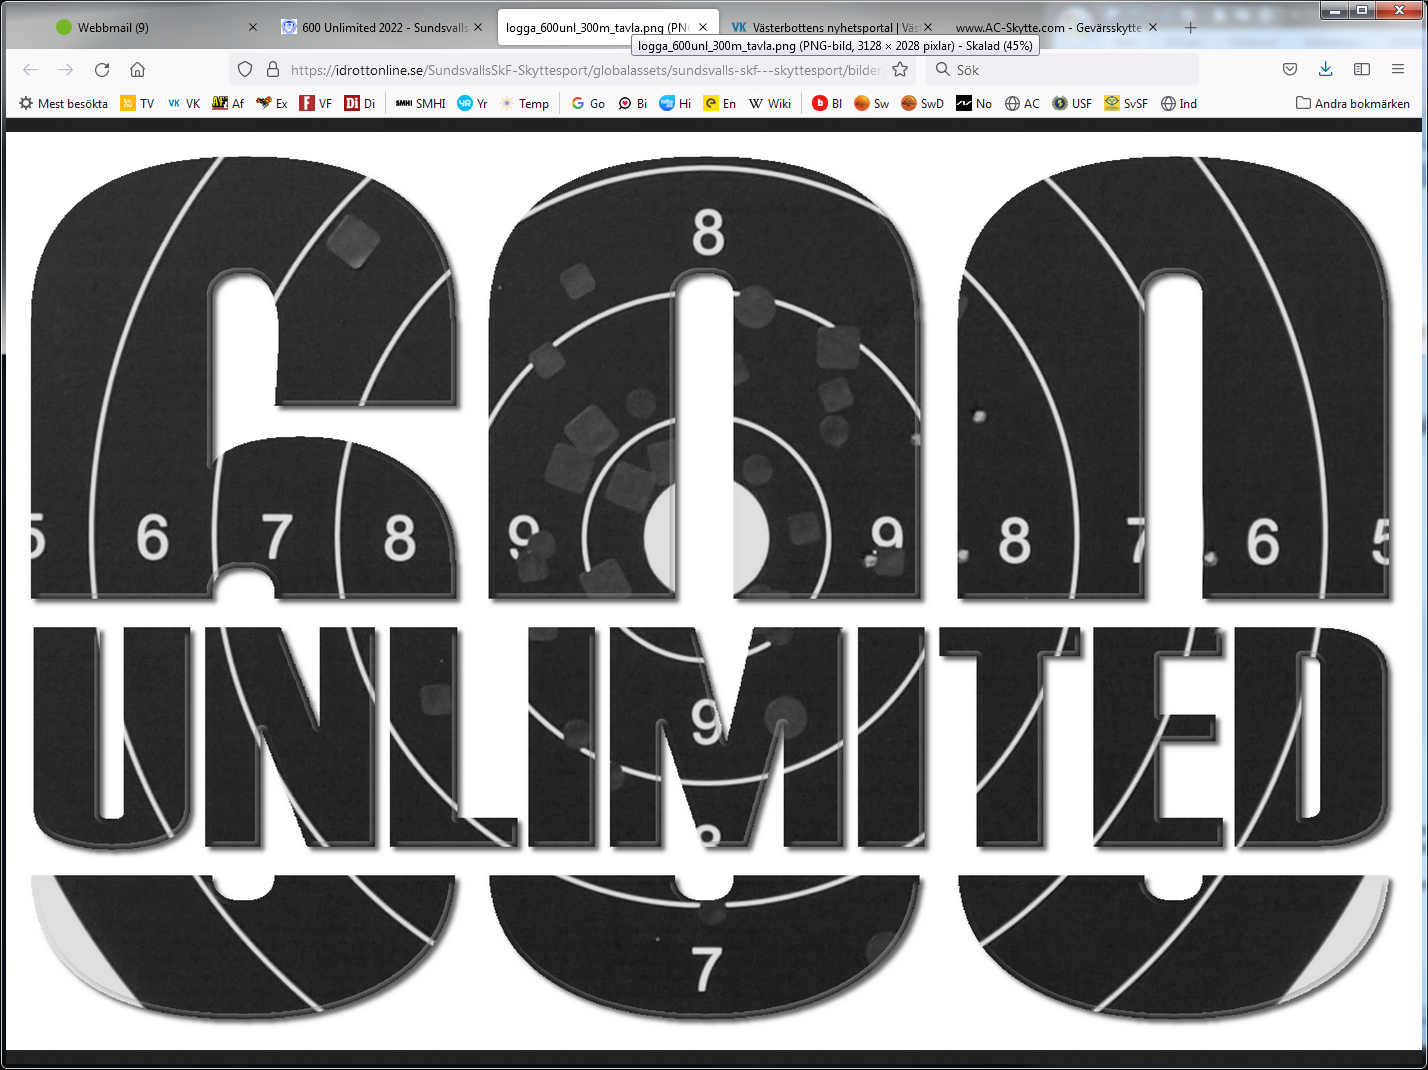 Webbmail (9)
600 Unlimited 2022 - Sundsvalls
logga_600unl_300m_tavla.png (PN
Västerbottens nyhetsportal | Väs
www.AC-Skytte.com - Gevärsskytte
logga_600unl_300m_tavla.png (PNG-bild, 3128 × 2028 pixlar) - Skalad (45%)
https://idrottonline.se/SundsvallsSkF-Skyttesport/globalassets/sundsvalls-skf---skyttesport/bilder
Sök
Mest besökta TV VK Af Ex VF Di SMHI Yr Temp Go Bi Hi En Wiki Bl Sw SwD No AC USF SvSF Ind Andra bokmärken
600
8
5 6 7 8 9 9 8 7 6 5
UNLIMITED
9
8
7